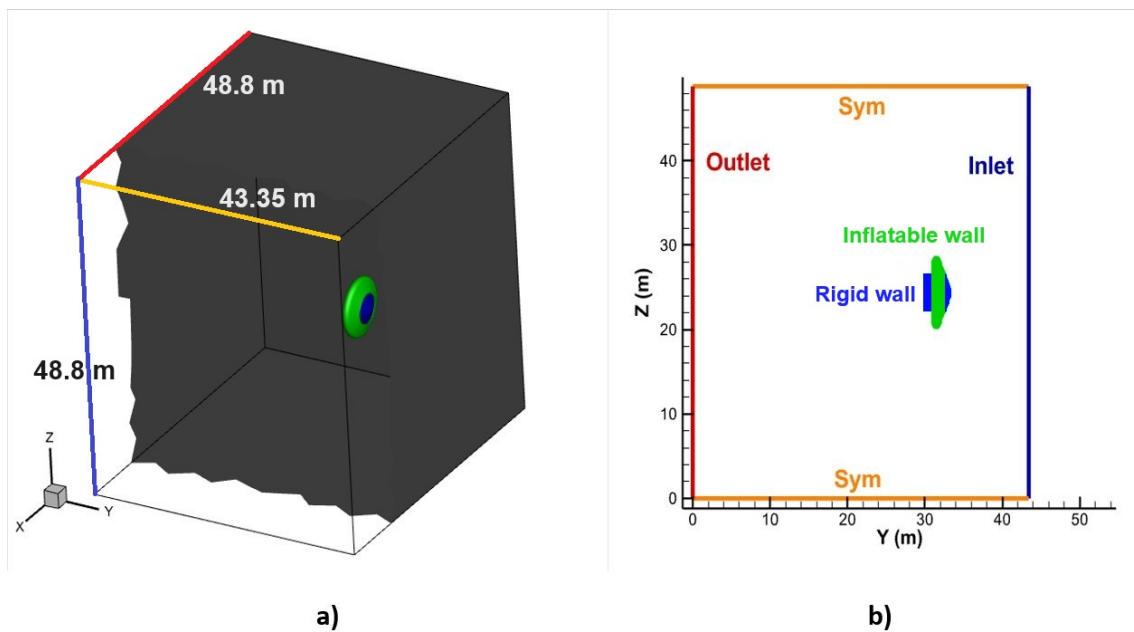 48.8 m
43.35 m
48.8 m
Z
X
Y
a)
Sym
Outlet
Inlet
Inflatable wall
Rigid wall
Sym
Z (m)
40
30
20
10
0
0 10 20 30 40 50
Y (m)
b)